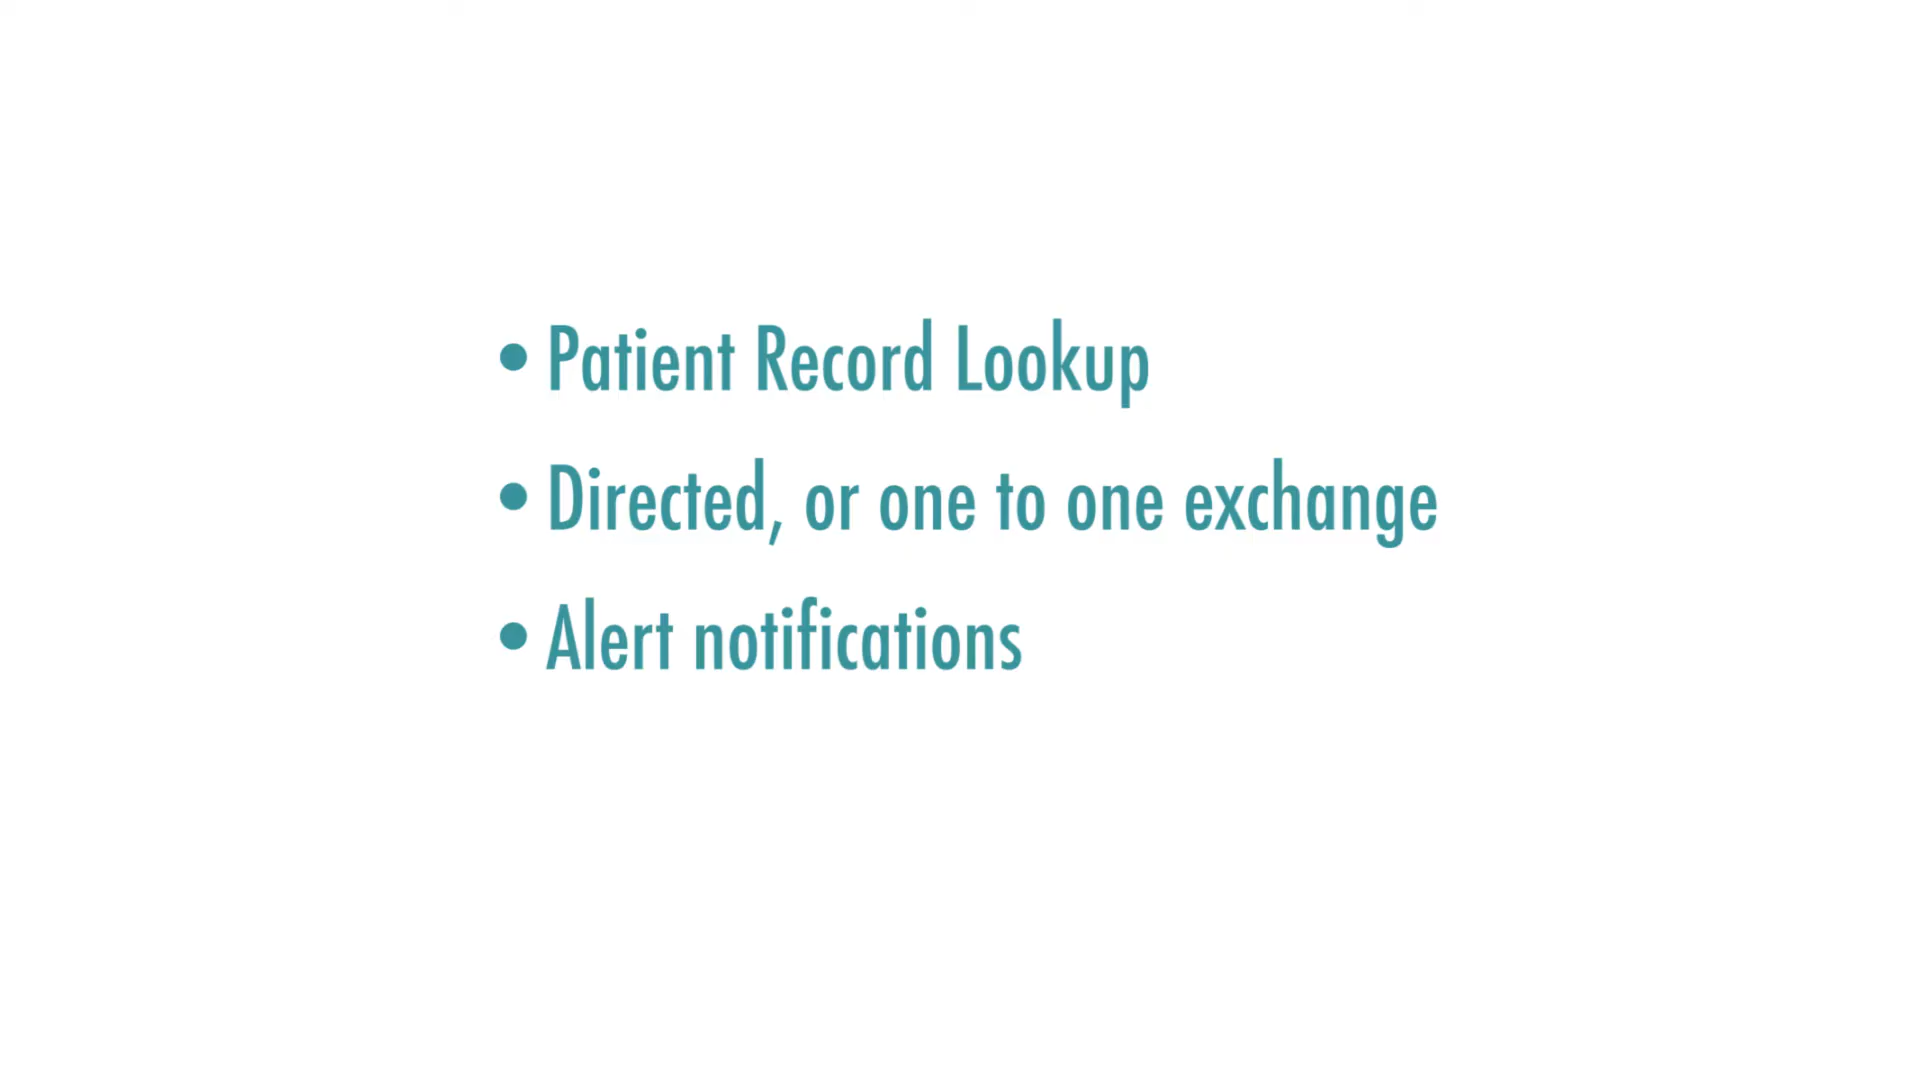 • Patient Record Lookup
• Directed, or one to one exchange
• Alert notifications